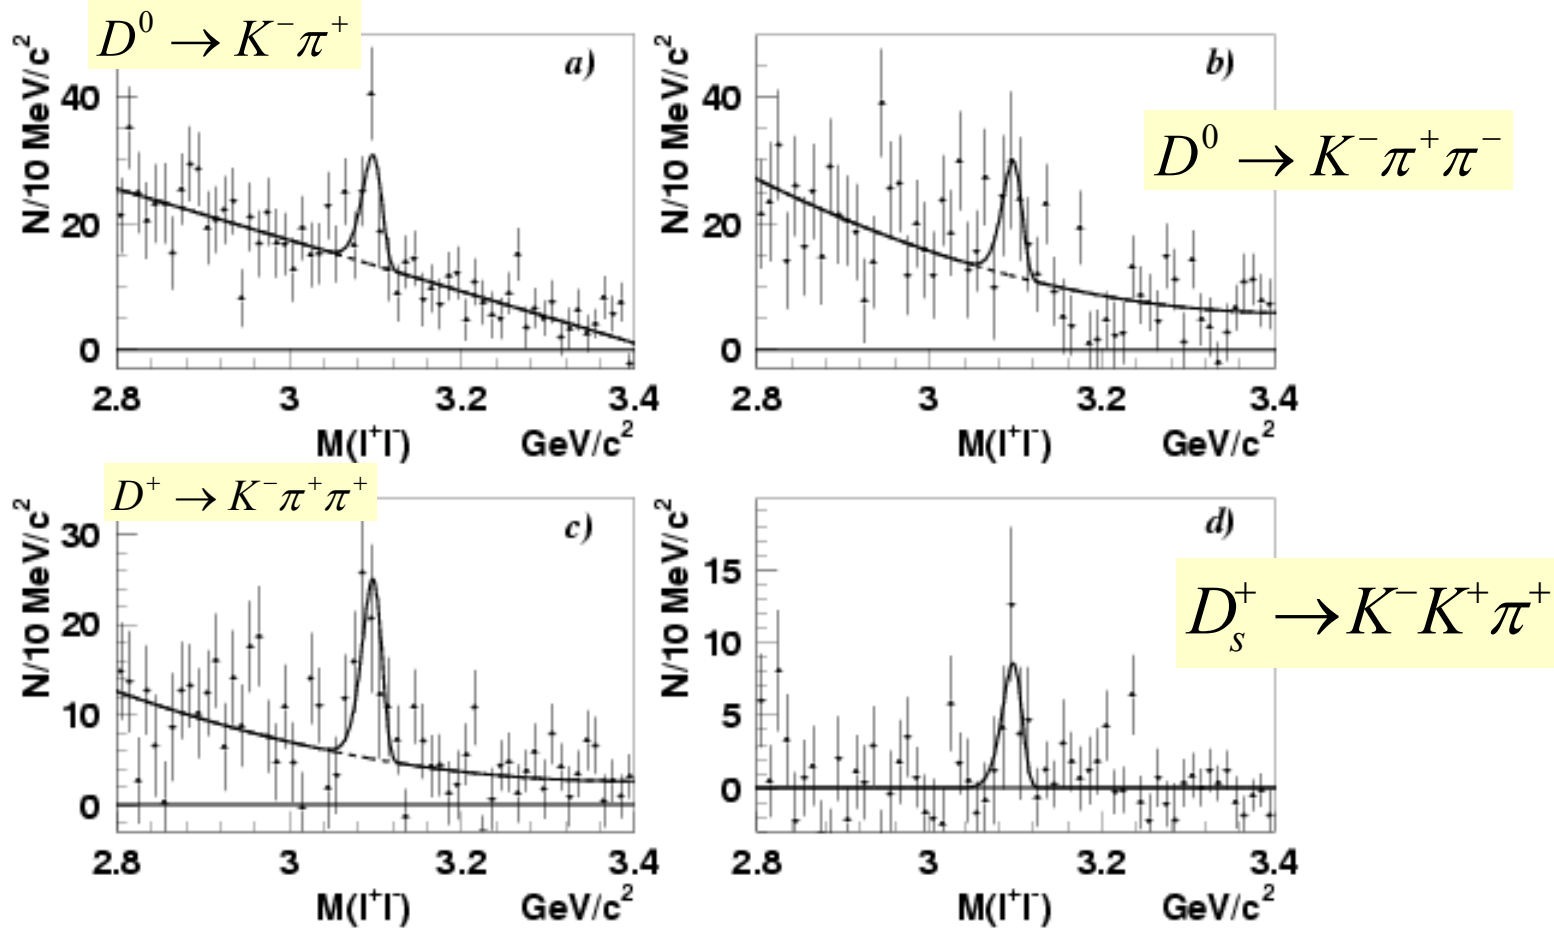 D⁰ → K⁻π⁺
a)
N/10 MeV/c²
40
20
0
2.8 3 3.2 3.4
M(l⁺l⁻) GeV/c²
b)
D⁰ → K⁻π⁺π⁻
N/10 MeV/c²
40
20
0
2.8 3 3.2 3.4
M(l⁺l⁻) GeV/c²
D⁺ → K⁻π⁺π⁺
c)
N/10 MeV/c²
30
20
10
0
2.8 3 3.2 3.4
M(l⁺l⁻) GeV/c²
d)
Dₛ⁺ → K⁻K⁺π⁺
N/10 MeV/c²
15
10
5
0
2.8 3 3.2 3.4
M(l⁺l⁻) GeV/c²